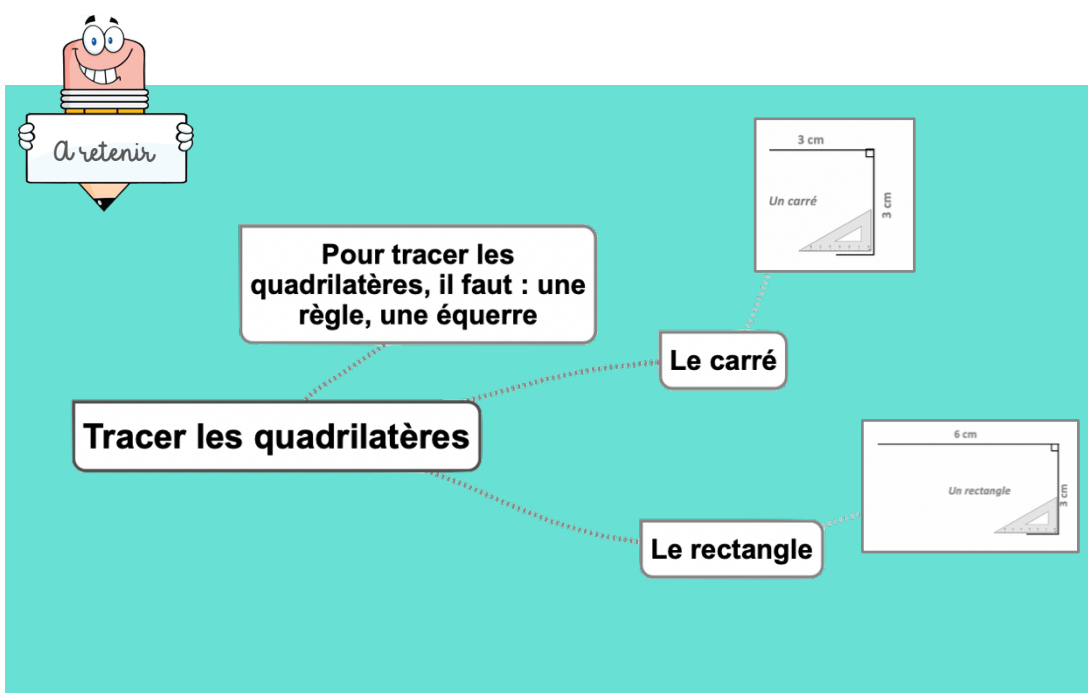 A retenir
Pour tracer les
quadrilatères, il faut : une
règle, une équerre
Tracer les quadrilatères
Le carré
3 cm
Un carré
3 cm
Le rectangle
6 cm
Un rectangle
3 cm